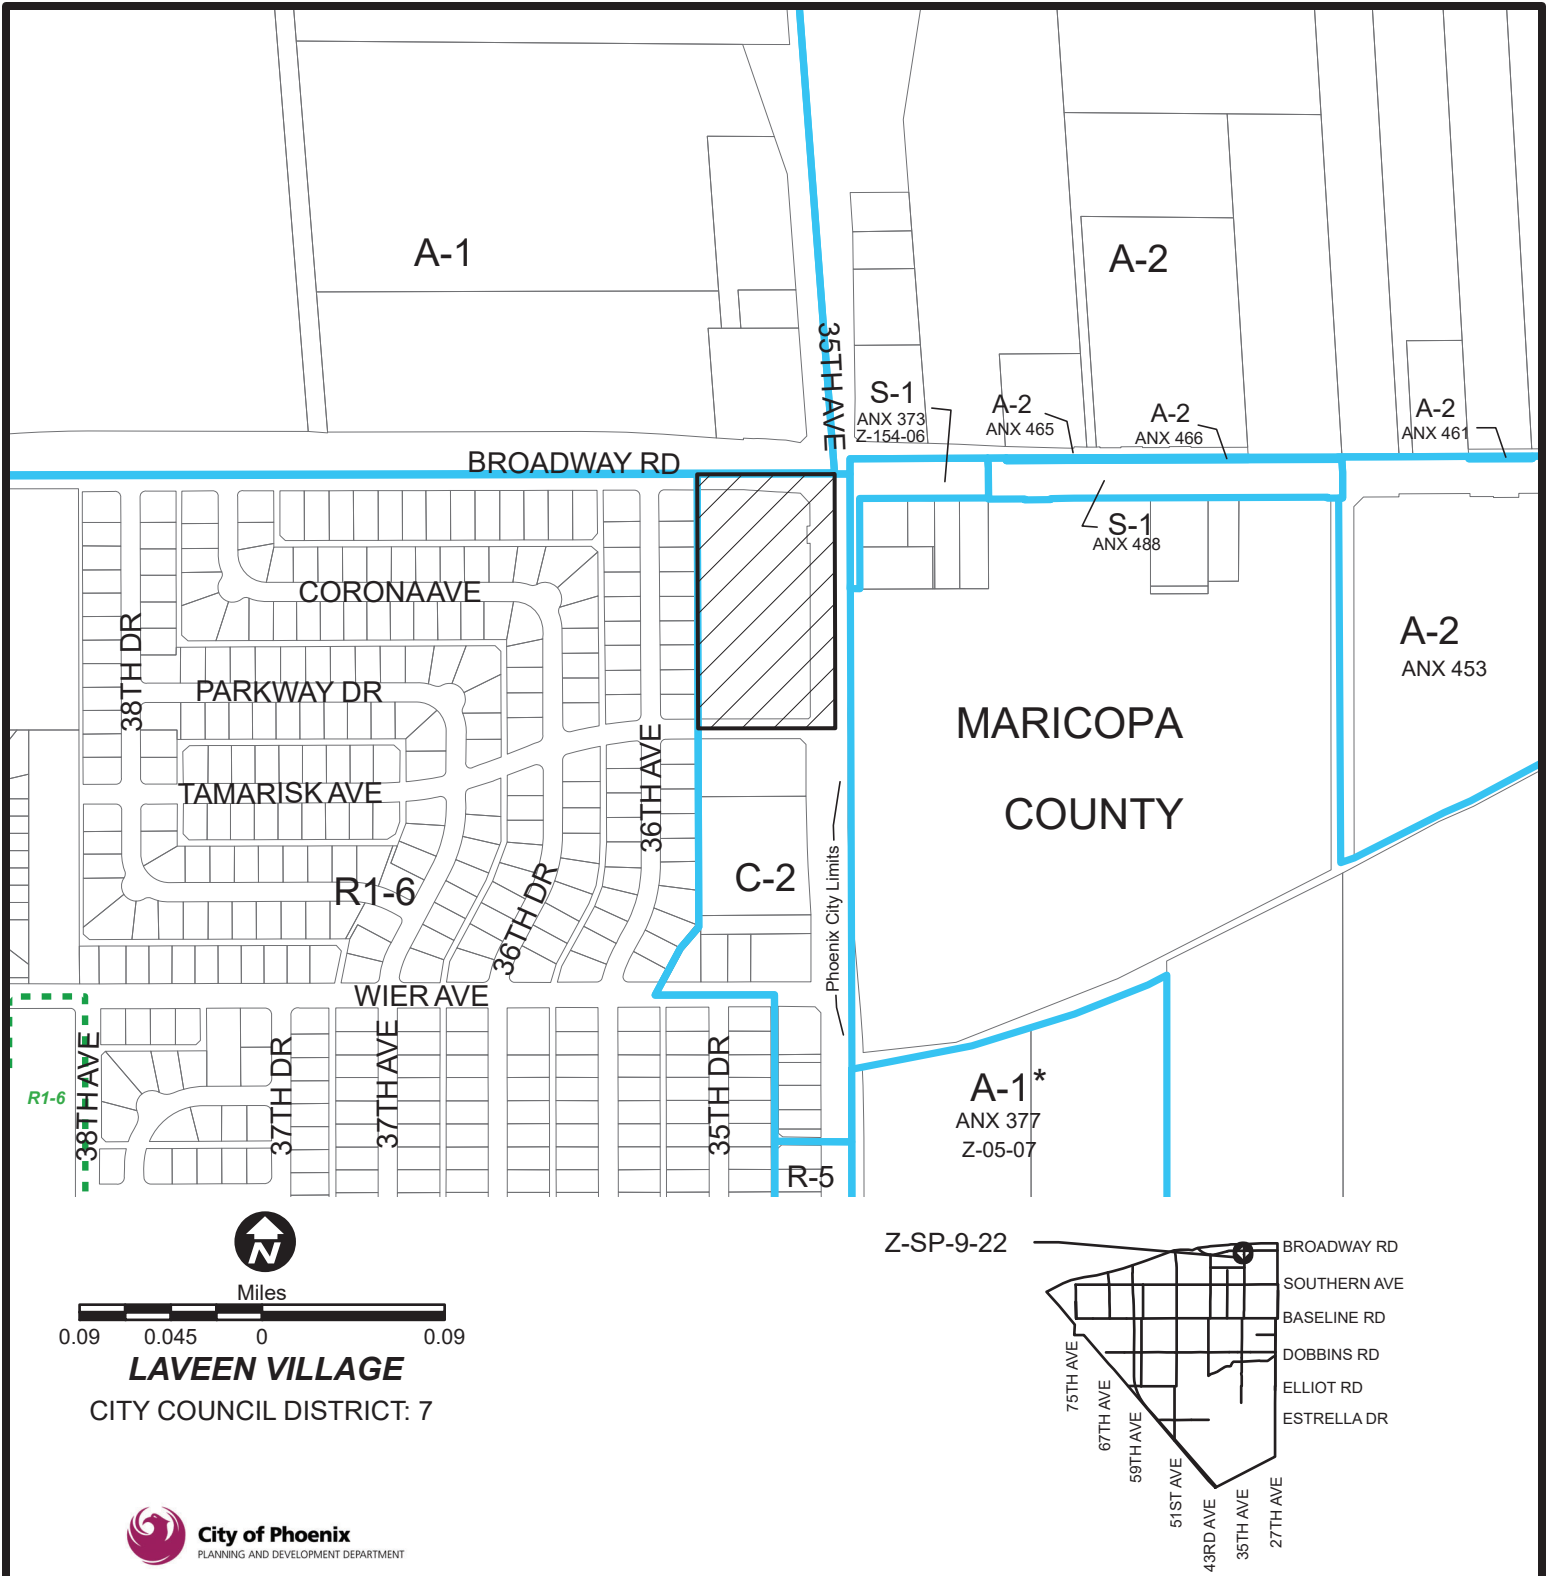 A-1
A-2
35TH AVE
S-1
ANX 373
Z-154-06
A-2
ANX 465
A-2
ANX 466
A-2
ANX 461
BROADWAY RD
S-1
ANX 488
CORONA AVE
38TH DR
PARKWAY DR
A-2
ANX 453
MARICOPA
COUNTY
TAMARISK AVE
36TH AVE
C-2
Phoenix City Limits
R1-6
36TH DR
WIER AVE
R1-6
38TH AVE
37TH DR
37TH AVE
35TH DR
A-1*
ANX 377
Z-05-07
R-5
N
Miles
0.09 0.045 0 0.09
LAVEEN VILLAGE
CITY COUNCIL DISTRICT: 7
Z-SP-9-22
BROADWAY RD
SOUTHERN AVE
BASELINE RD
DOBBINS RD
ELLIOT RD
ESTRELLA DR
75TH AVE
67TH AVE
59TH AVE
51ST AVE
43RD AVE
35TH AVE
27TH AVE
City of Phoenix
PLANNING AND DEVELOPMENT DEPARTMENT